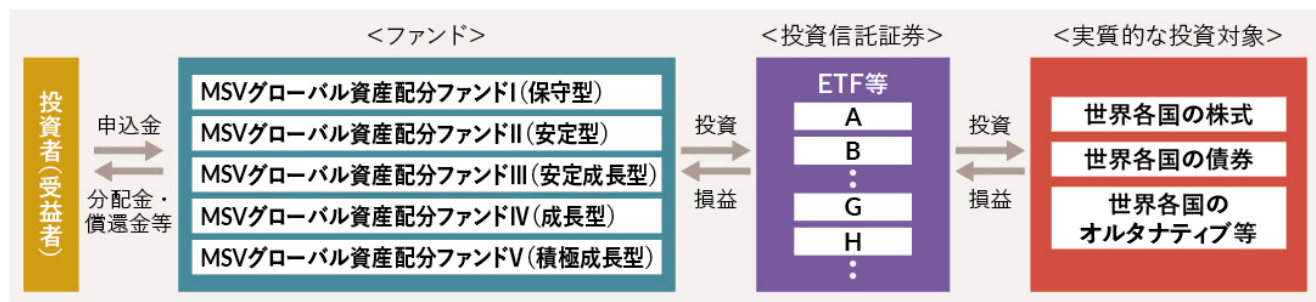 ＜ファンド＞
＜投資信託証券＞
＜実質的な投資対象＞
投資者（受益者）
申込金
分配金・
償還金等
MSVグローバル資産配分ファンドⅠ（保守型）
MSVグローバル資産配分ファンドⅡ（安定型）
MSVグローバル資産配分ファンドⅢ（安定成長型）
MSVグローバル資産配分ファンドⅣ（成長型）
MSVグローバル資産配分ファンドⅤ（積極成長型）
投資
損益
ETF等
A
B
⋮
G
H
⋮
投資
損益
世界各国の株式
世界各国の債券
世界各国の
オルタナティブ等